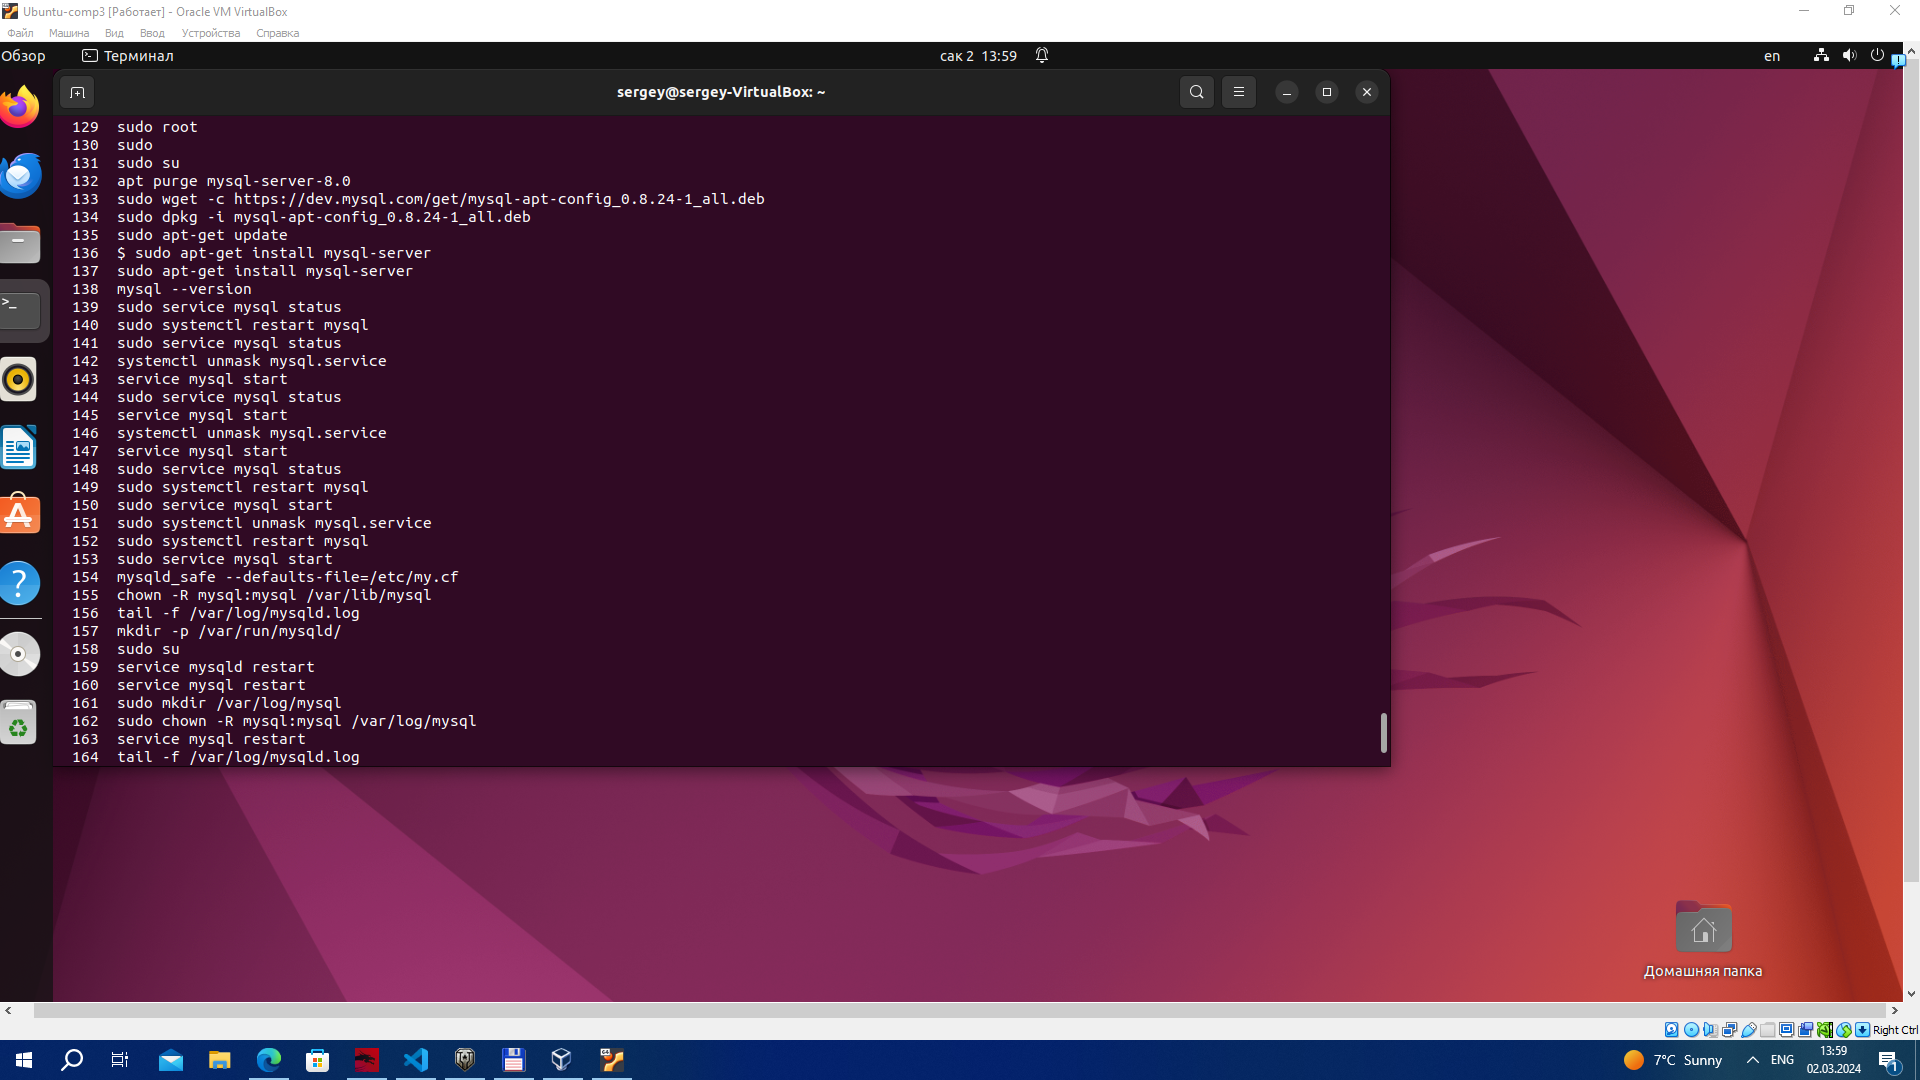 Ubuntu-comp3 [Работает] - Oracle VM VirtualBox
Файл Машина Вид Ввод Устройства Справка
Обзор Терминал сак 2 13:59 en
sergey@sergey-VirtualBox: ~
129 sudo root
130 sudo
131 sudo su
132 apt purge mysql-server-8.0
133 sudo wget -c https://dev.mysql.com/get/mysql-apt-config_0.8.24-1_all.deb
134 sudo dpkg -i mysql-apt-config_0.8.24-1_all.deb
135 sudo apt-get update
136 $ sudo apt-get install mysql-server
137 sudo apt-get install mysql-server
138 mysql --version
139 sudo service mysql status
140 sudo systemctl restart mysql
141 sudo service mysql status
142 systemctl unmask mysql.service
143 service mysql start
144 sudo service mysql status
145 service mysql start
146 systemctl unmask mysql.service
147 service mysql start
148 sudo service mysql status
149 sudo systemctl restart mysql
150 sudo service mysql start
151 sudo systemctl unmask mysql.service
152 sudo systemctl restart mysql
153 sudo service mysql start
154 mysqld_safe --defaults-file=/etc/my.cf
155 chown -R mysql:mysql /var/lib/mysql
156 tail -f /var/log/mysqld.log
157 mkdir -p /var/run/mysqld/
158 sudo su
159 service mysqld restart
160 service mysql restart
161 sudo mkdir /var/log/mysql
162 sudo chown -R mysql:mysql /var/log/mysql
163 service mysql restart
164 tail -f /var/log/mysqld.log
Домашняя папка
Right Ctrl
7°C Sunny ENG 13:59
02.03.2024
1